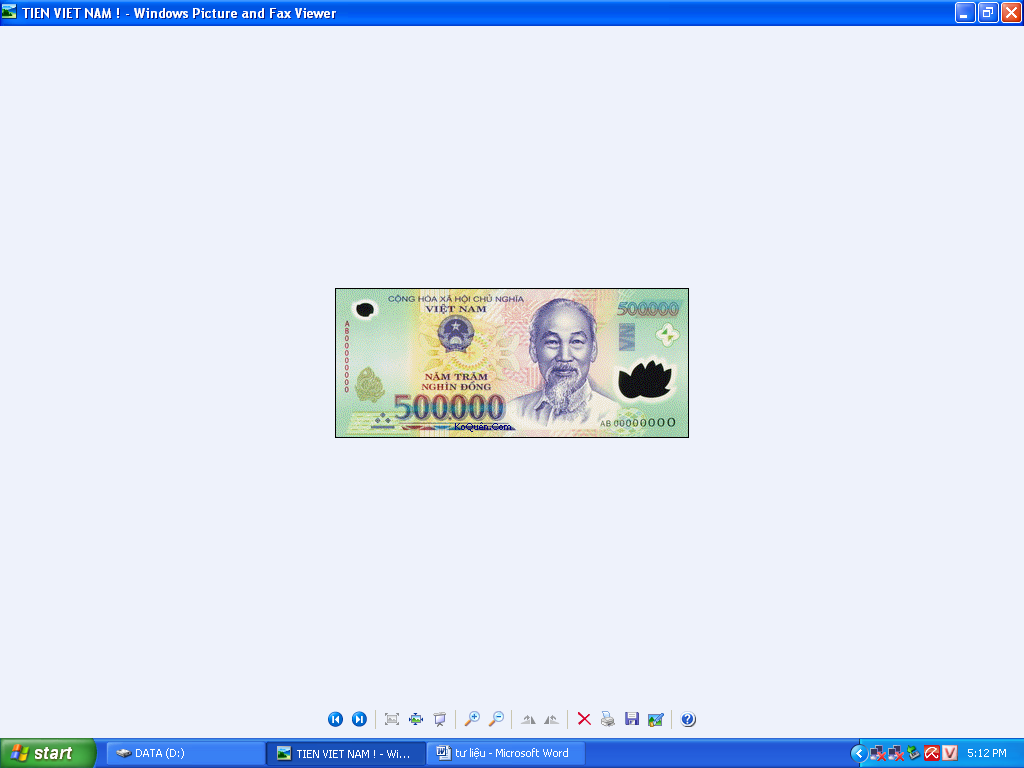 TIEN VIET NAM ! - Windows Picture and Fax Viewer
CỘNG HÒA XÃ HỘI CHỦ NGHĨA
VIỆT NAM
500000
AB00000000
NĂM TRĂM
NGHÌN ĐỒNG
500000
KoQuên.Com
AB 00000000
start
DATA (D:)
TIEN VIET NAM ! - Wi...
tư liệu - Microsoft Word
V
5:12 PM